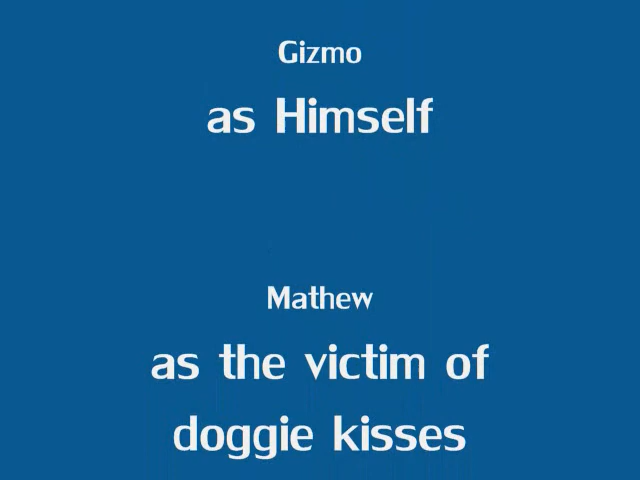 Gizmo
as Himself
Mathew
as the victim of
doggie kisses